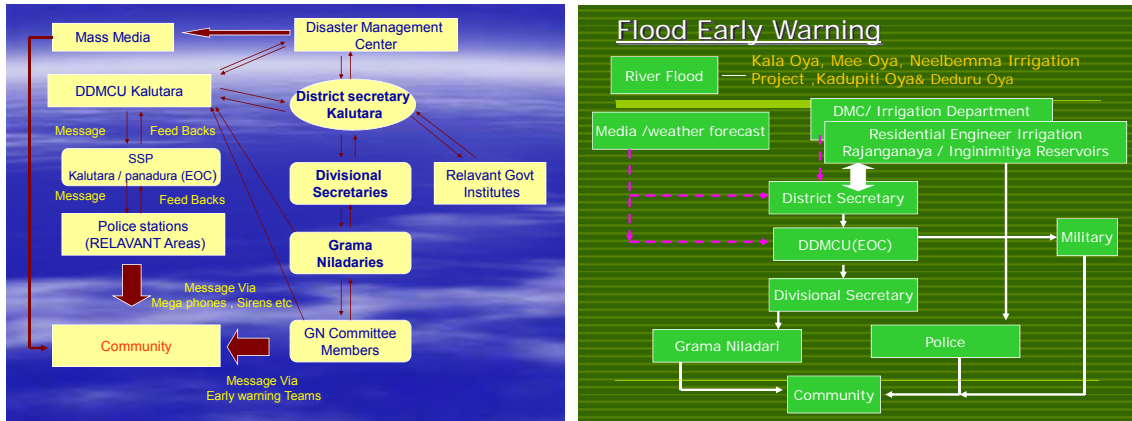 Mass Media
Disaster Management
Center
DDMCU Kalutara
District secretary
Kalutara
Message
Feed Backs
SSP
Kalutara / panadura (EOC)
Divisional
Secretaries
Relavant Govt
Institutes
Message
Feed Backs
Police stations
(RELAVANT Areas)
Grama
Niladaries
Message Via
Mega phones , Sirens etc
Community
GN Committee
Members
Message Via
Early warning Teams
Flood Early Warning
River Flood
Kala Oya, Mee Oya, Neelbemma Irrigation
Project ,Kadupiti Oya& Deduru Oya
Media /weather forecast
DMC/ Irrigation Department
Residential Engineer Irrigation
Rajanganaya / Inginimitiya Reservoirs
District Secretary
DDMCU(EOC)
Military
Divisional Secretary
Grama Niladari
Police
Community